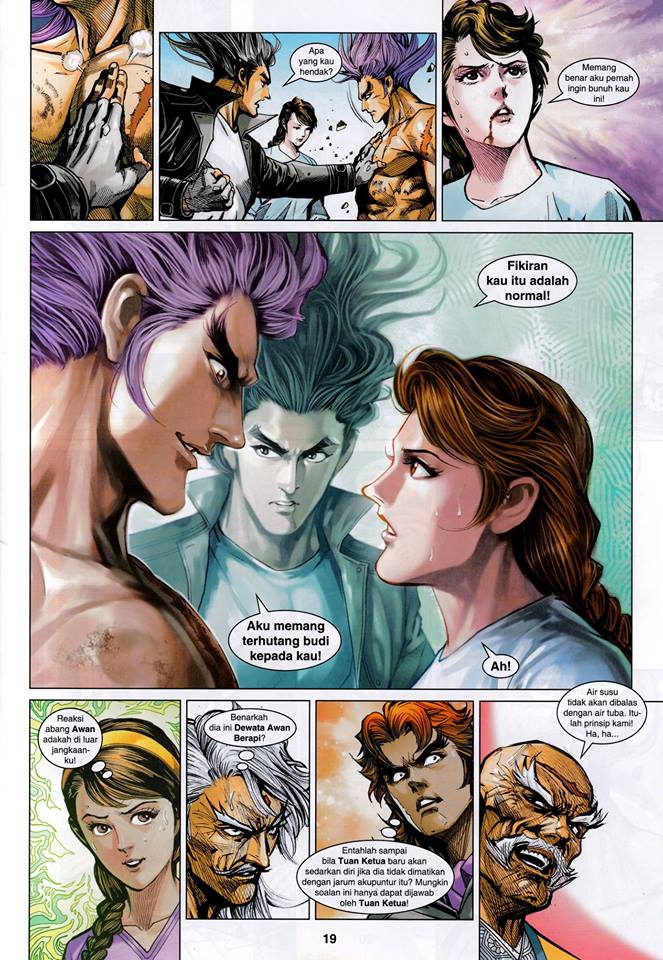 Apa
yang kau
hendak?
Memang
benar aku pernah
ingin bunuh kau
ini!
Fikiran
kau itu adalah
normal!
Aku memang
terhutang budi
kepada kau!
Ah!
Reaksi
abang Awan
adakah di luar
jangkaan-
ku!
Benarkah
dia ini Dewata Awan
Berapi?
Entahlah sampai
bila Tuan Ketua baru akan
sedarkan diri jika dia tidak dimatikan
dengan jarum akupuntur itu? Mungkin
soalan ini hanya dapat dijawab
oleh Tuan Ketua!
Air susu
tidak akan dibalas
dengan air tuba. Itu-
lah prinsip kami!
Ha, ha...
19